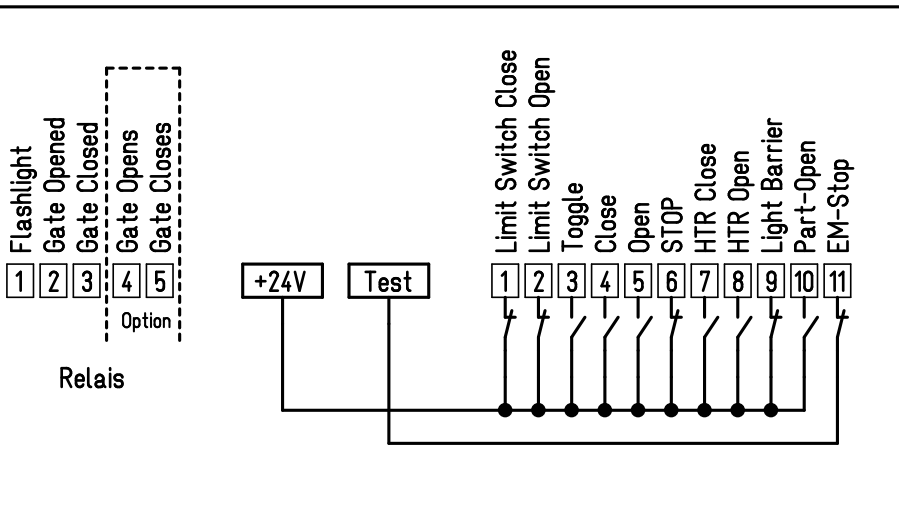 Flashlight
Gate Opened
Gate Closed
Gate Opens
Gate Closes
1 2 3 4 5
Option
Relais
+24V
Test
Limit Switch Close
Limit Switch Open
Toggle
Close
Open
STOP
HTR Close
HTR Open
Light Barrier
Part-Open
EM-Stop
1 2 3 4 5 6 7 8 9 10 11